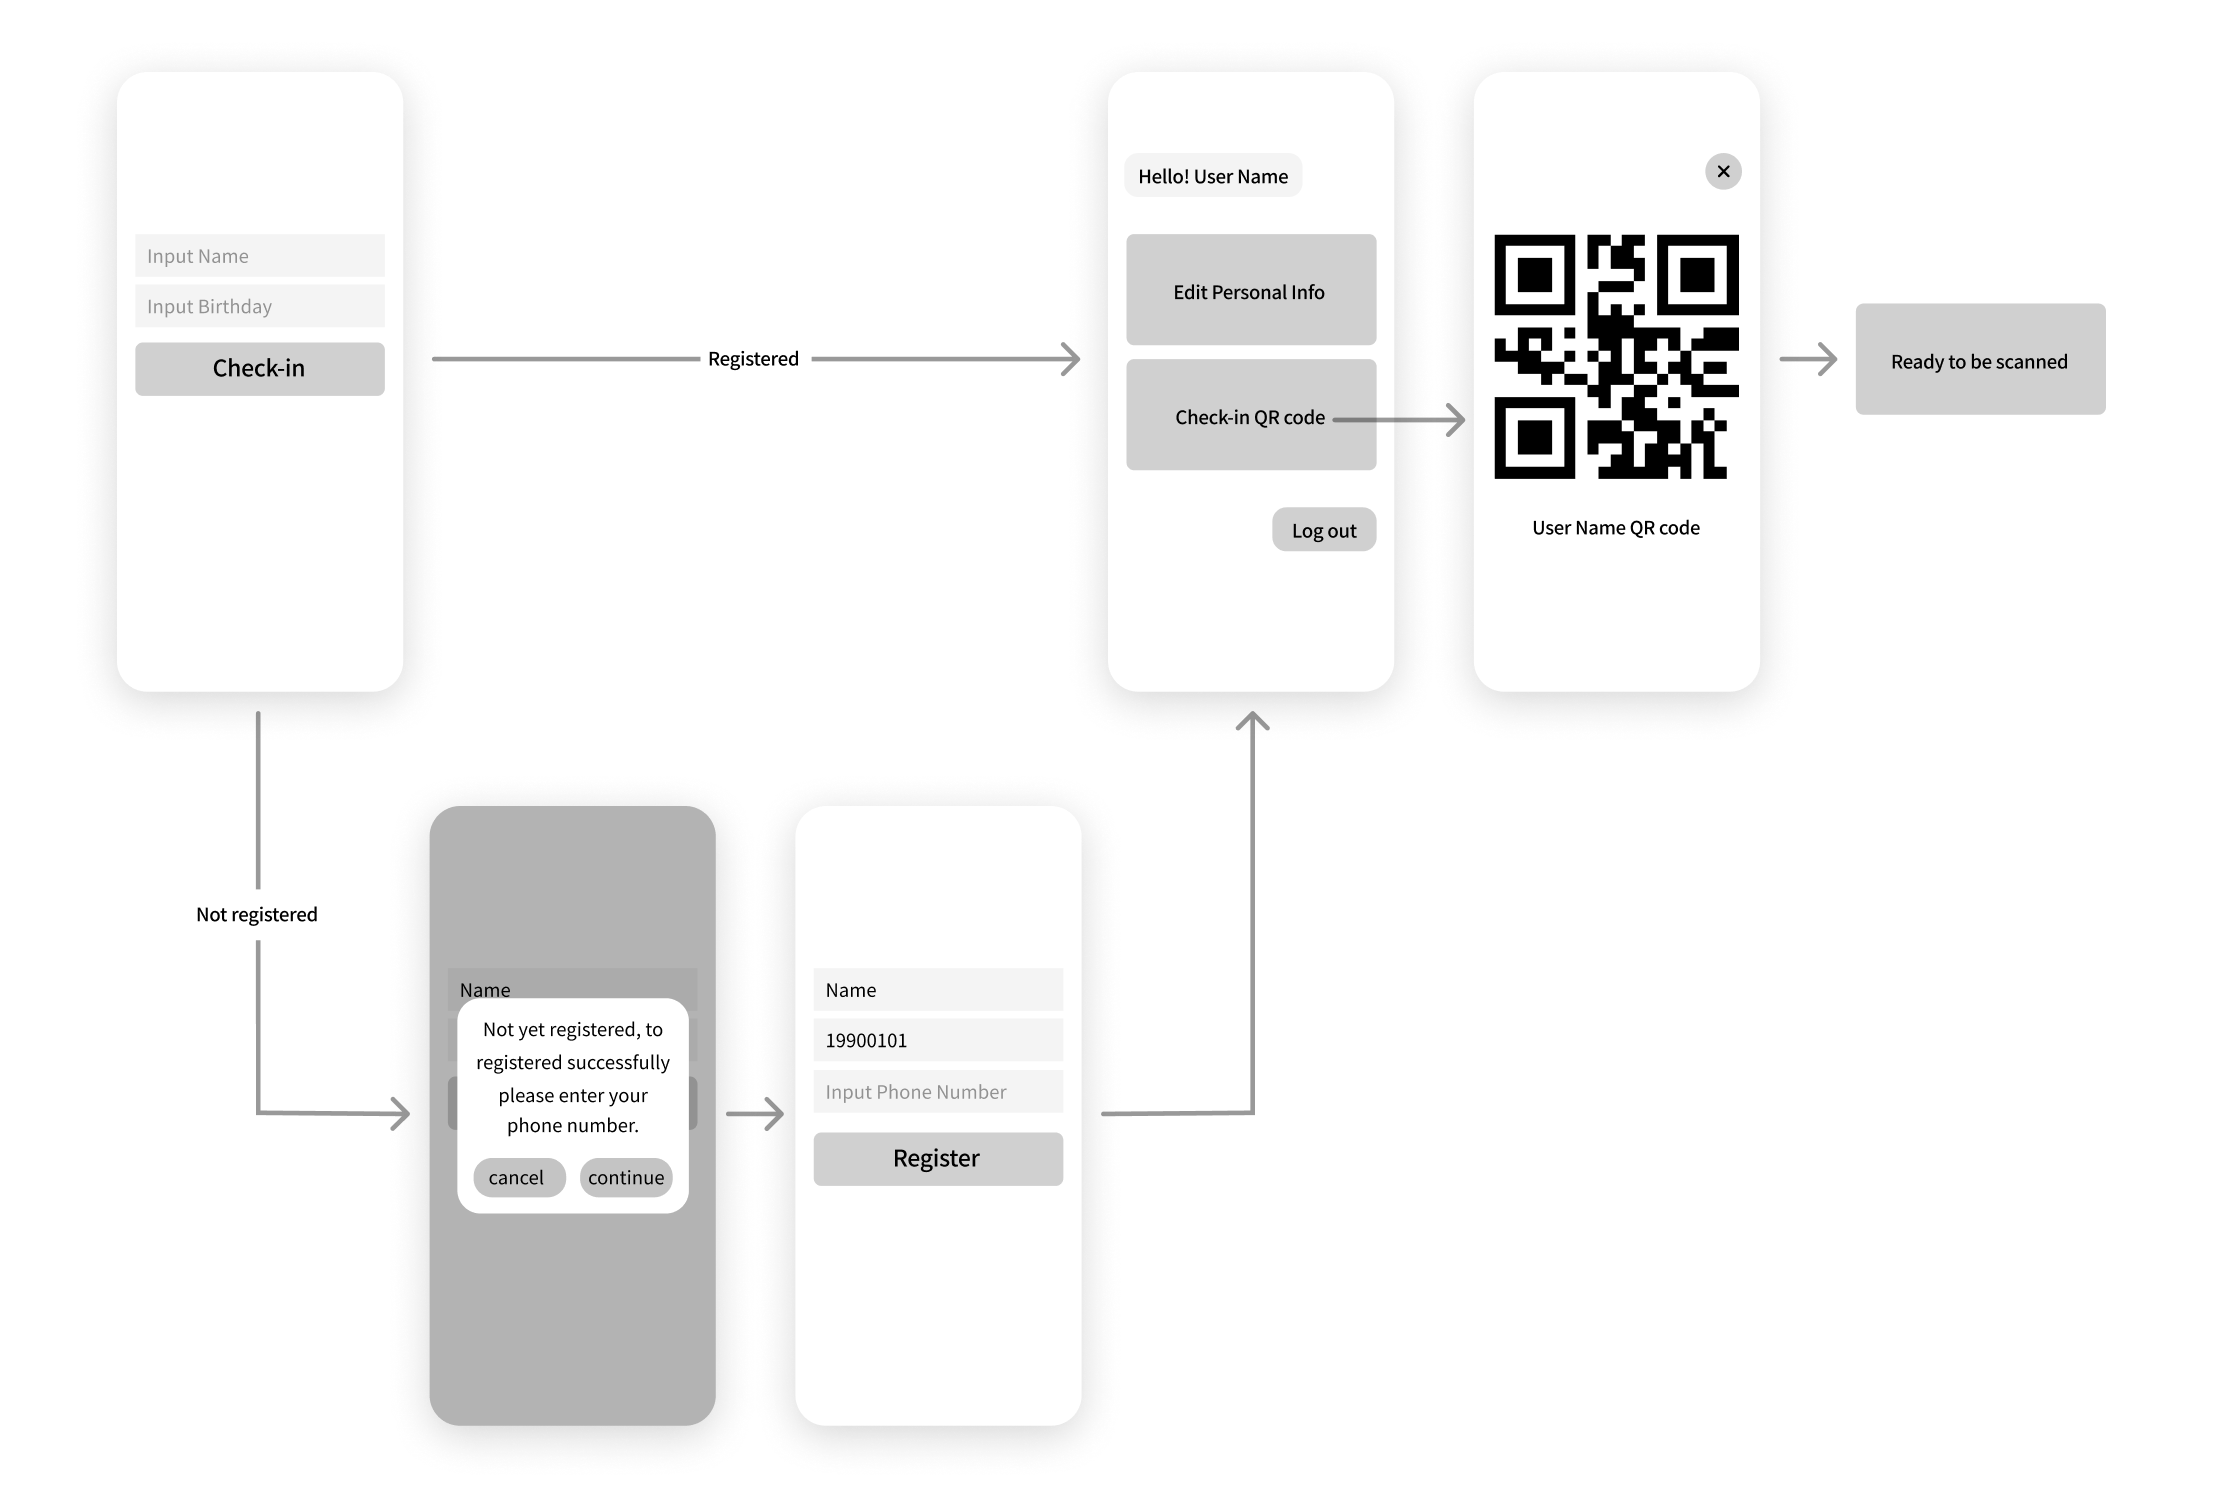 Input Name
Input Birthday
Check-in
Registered
Hello! User Name
Edit Personal Info
Check-in QR code
Log out
User Name QR code
Ready to be scanned
Not registered
Name
Not yet registered, to
registered successfully
please enter your
phone number.
cancel
continue
Name
19900101
Input Phone Number
Register